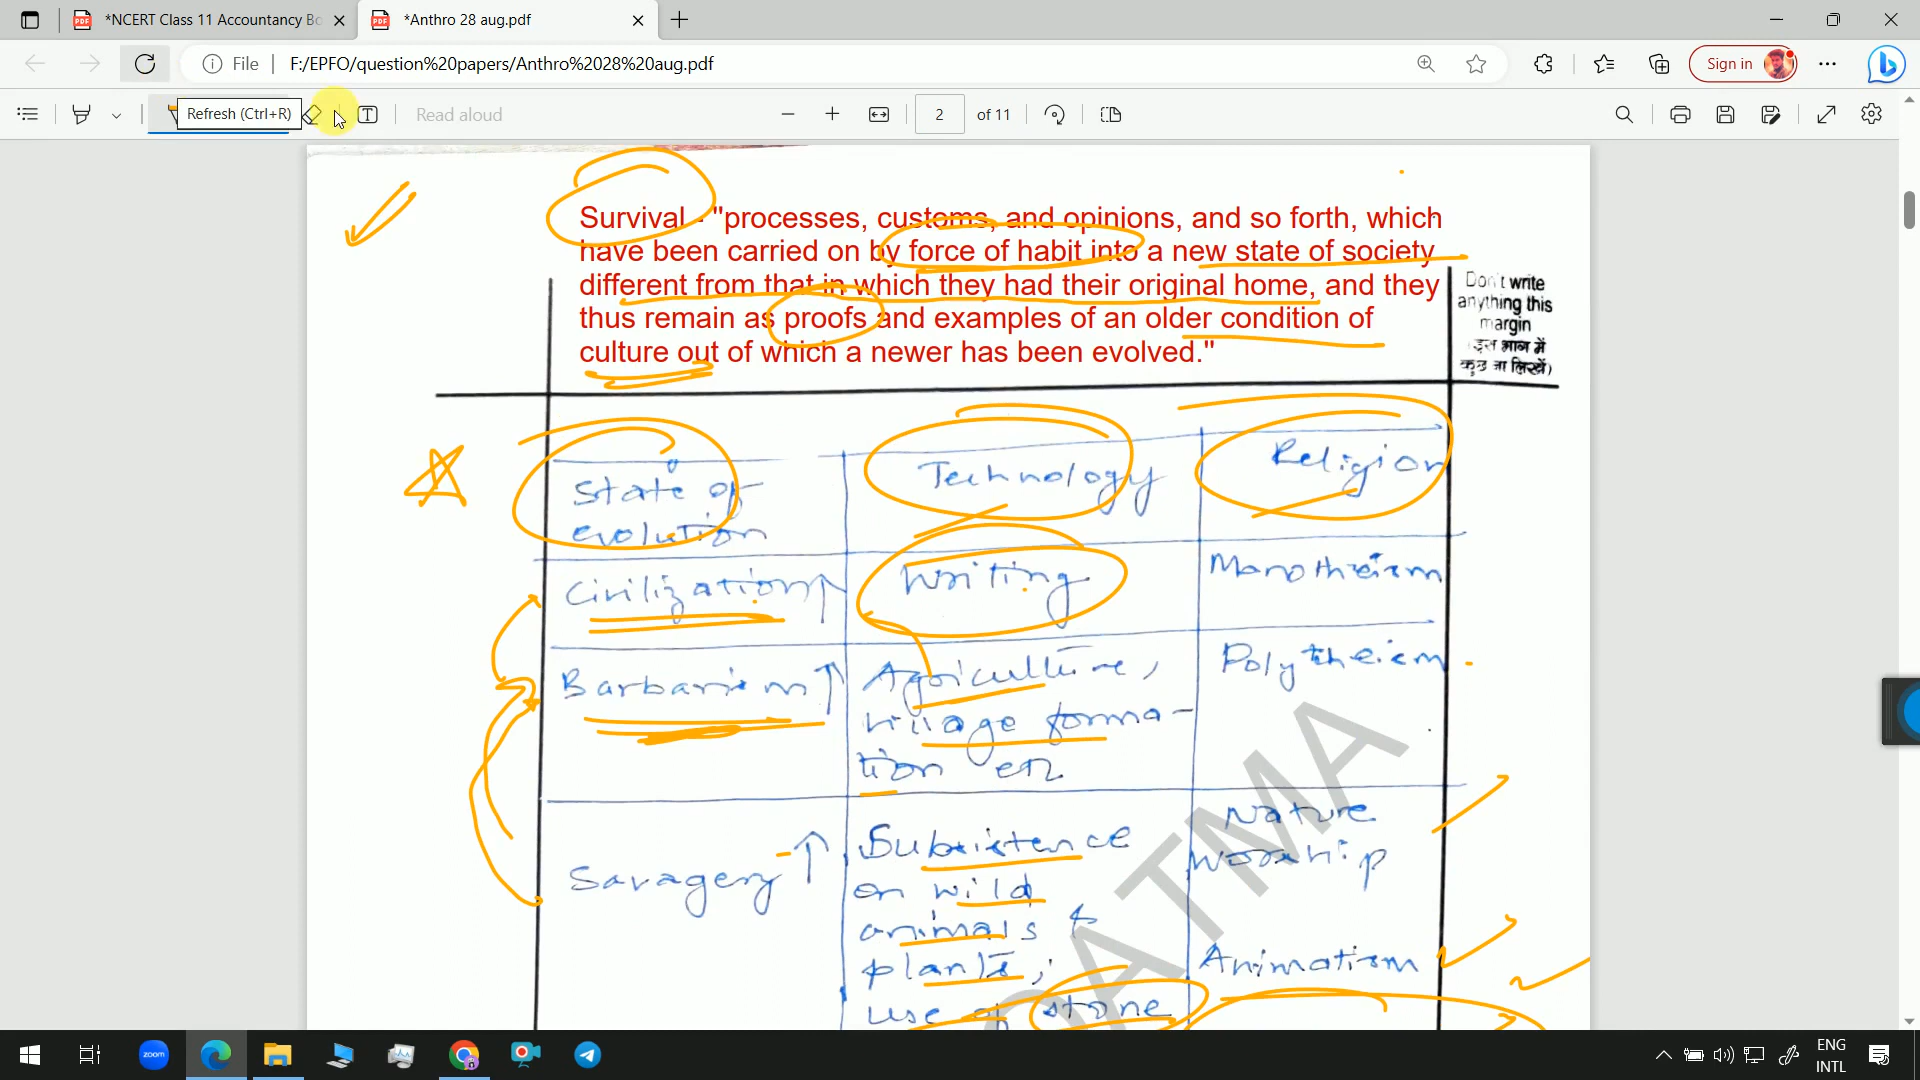 *NCERT Class 11 Accountancy Bo
*Anthro 28 aug.pdf
File
F:/EPFO/question%20papers/Anthro%2028%20aug.pdf
Sign in
Refresh (Ctrl+R)
Read aloud
2
of 11
Survival - "processes, customs, and opinions, and so forth, which
have been carried on by force of habit into a new state of society
different from that in which they had their original home, and they
thus remain as proofs and examples of an older condition of
culture out of which a newer has been evolved."
Don't write
anything this
margin
(इस भाग में
कुछ ना लिखें)
State of
evolution
Technology
Religion
Civilization
Writing
Monotheism
Barbarism
Agriculture,
village forma-
tion etc
Polytheism
Savagery
Subsistence
on wild
animals &
plants,
use of stone
Nature
worship
Animatism
OATMA
zoom
ENG
INTL